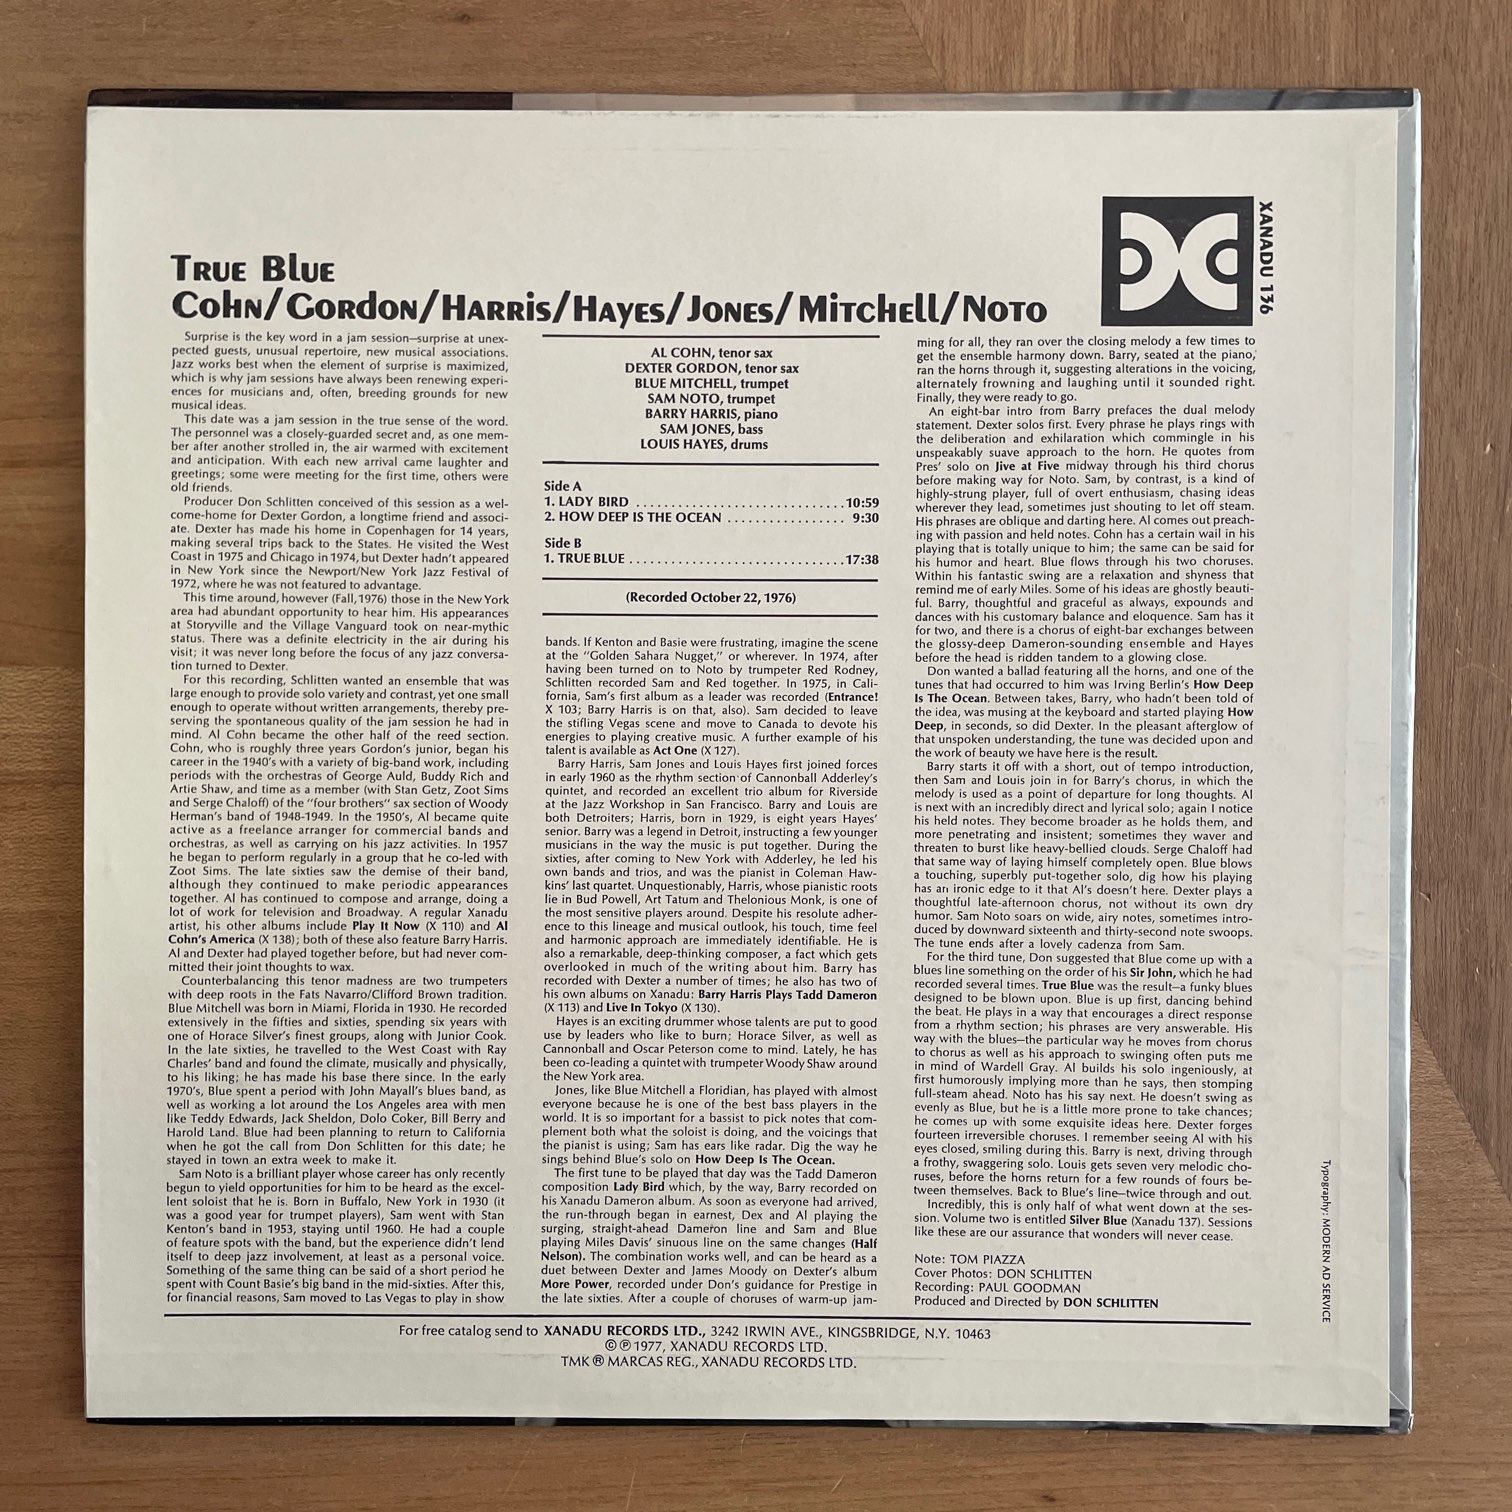 XANADU 136
TRUE BLUE
COHN/GORDON/HARRIS/HAYES/JONES/MITCHELL/NOTO
Surprise is the key word in a jam session—surprise at unex-
pected guests, unusual repertoire, new musical associations.
Jazz works best when the element of surprise is maximized,
which is why jam sessions have always been renewing experi-
ences for musicians and, often, breeding grounds for new
musical ideas.
This date was a jam session in the true sense of the word.
The personnel was a closely-guarded secret and, as one mem-
ber after another strolled in, the air warmed with excitement
and anticipation. With each new arrival came laughter and
greetings; some were meeting for the first time, others were
old friends.
Producer Don Schlitten conceived of this session as a wel-
come-home for Dexter Gordon, a longtime friend and associ-
ate. Dexter has made his home in Copenhagen for 14 years,
making several trips back to the States. He visited the West
Coast in 1975 and Chicago in 1974, but Dexter hadn't appeared
in New York since the Newport/New York Jazz Festival of
1972, where he was not featured to advantage.
This time around, however (Fall, 1976) those in the New York
area had abundant opportunity to hear him. His appearances
at Storyville and the Village Vanguard took on near-mythic
status. There was a definite electricity in the air during his
visit; it was never long before the focus of any jazz conversa-
tion turned to Dexter.
For this recording, Schlitten wanted an ensemble that was
large enough to provide solo variety and contrast, yet one small
enough to operate without written arrangements, thereby pre-
serving the spontaneous quality of the jam session he had in
mind. Al Cohn became the other half of the reed section.
Cohn, who is roughly three years Gordon's junior, began his
career in the 1940's with a variety of big-band work, including
periods with the orchestras of George Auld, Buddy Rich and
Artie Shaw, and time as a member (with Stan Getz, Zoot Sims
and Serge Chaloff) of the "four brothers" sax section of Woody
Herman's band of 1948-1949. In the 1950's, Al became quite
active as a freelance arranger for commercial bands and
orchestras, as well as carrying on his jazz activities. In 1957
he began to perform regularly in a group that he co-led with
Zoot Sims. The late sixties saw the demise of their band,
although they continued to make periodic appearances
together. Al has continued to compose and arrange, doing a
lot of work for television and Broadway. A regular Xanadu
artist, his other albums include Play It Now (X 110) and Al
Cohn's America (X 138); both of these also feature Barry Harris.
Al and Dexter had played together before, but had never com-
mitted their joint thoughts to wax.
Counterbalancing this tenor madness are two trumpeters
with deep roots in the Fats Navarro/Clifford Brown tradition.
Blue Mitchell was born in Miami, Florida in 1930. He recorded
extensively in the fifties and sixties, spending six years with
one of Horace Silver's finest groups, along with Junior Cook.
In the late sixties, he travelled to the West Coast with Ray
Charles' band and found the climate, musically and physically,
to his liking; he has made his base there since. In the early
1970's, Blue spent a period with John Mayall's blues band, as
well as working a lot around the Los Angeles area with men
like Teddy Edwards, Jack Sheldon, Dolo Coker, Bill Berry and
Harold Land. Blue had been planning to return to California
when he got the call from Don Schlitten for this date; he
stayed in town an extra week to make it.
Sam Noto is a brilliant player whose career has only recently
begun to yield opportunities for him to be heard as the excel-
lent soloist that he is. Born in Buffalo, New York in 1930 (it
was a good year for trumpet players), Sam went with Stan
Kenton's band in 1953, staying until 1960. He had a couple
of feature spots with the band, but the experience didn't lend
itself to deep jazz involvement, at least as a personal voice.
Something of the same thing can be said of a short period he
spent with Count Basie's big band in the mid-sixties. After this,
for financial reasons, Sam moved to Las Vegas to play in show
AL COHN, tenor sax
DEXTER GORDON, tenor sax
BLUE MITCHELL, trumpet
SAM NOTO, trumpet
BARRY HARRIS, piano
SAM JONES, bass
LOUIS HAYES, drums
Side A
1. LADY BIRD ............................. 10:59
2. HOW DEEP IS THE OCEAN ............... 9:30
Side B
1. TRUE BLUE .............................. 17:38
(Recorded October 22, 1976)
bands. If Kenton and Basie were frustrating, imagine the scene
at the "Golden Sahara Nugget," or wherever. In 1974, after
having been turned on to Noto by trumpeter Red Rodney,
Schlitten recorded Sam and Red together. In 1975, in Cali-
fornia, Sam's first album as a leader was recorded (Entrance!
X 103; Barry Harris is on that, also). Sam decided to leave
the stifling Vegas scene and move to Canada to devote his
energies to playing creative music. A further example of his
talent is available as Act One (X 127).
Barry Harris, Sam Jones and Louis Hayes first joined forces
in early 1960 as the rhythm section of Cannonball Adderley's
quintet, and recorded an excellent trio album for Riverside
at the Jazz Workshop in San Francisco. Barry and Louis are
both Detroiters; Harris, born in 1929, is eight years Hayes'
senior. Barry was a legend in Detroit, instructing a few younger
musicians in the way the music is put together. During the
sixties, after coming to New York with Adderley, he led his
own bands and trios, and was the pianist in Coleman Haw-
kins' last quartet. Unquestionably, Harris, whose pianistic roots
lie in Bud Powell, Art Tatum and Thelonious Monk, is one of
the most sensitive players around. Despite his resolute adher-
ence to this lineage and musical outlook, his touch, time feel
and harmonic approach are immediately identifiable. He is
also a remarkable, deep-thinking composer, a fact which gets
overlooked in much of the writing about him. Barry has
recorded with Dexter a number of times; he also has two of
his own albums on Xanadu: Barry Harris Plays Tadd Dameron
(X 113) and Live In Tokyo (X 130).
Hayes is an exciting drummer whose talents are put to good
use by leaders who like to burn; Horace Silver, as well as
Cannonball and Oscar Peterson come to mind. Lately, he has
been co-leading a quintet with trumpeter Woody Shaw around
the New York area.
Jones, like Blue Mitchell a Floridian, has played with almost
everyone because he is one of the best bass players in the
world. It is so important for a bassist to pick notes that com-
plement both what the soloist is doing, and the voicings that
the pianist is using; Sam has ears like radar. Dig the way he
sings behind Blue's solo on How Deep Is The Ocean.
The first tune to be played that day was the Tadd Dameron
composition Lady Bird which, by the way, Barry recorded on
his Xanadu Dameron album. As soon as everyone had arrived,
the run-through began in earnest, Dex and Al playing the
surging, straight-ahead Dameron line and Sam and Blue
playing Miles Davis' sinuous line on the same changes (Half
Nelson). The combination works well, and can be heard as a
duet between Dexter and James Moody on Dexter's album
More Power, recorded under Don's guidance for Prestige in
the late sixties. After a couple of choruses of warm-up jam-
ming for all, they ran over the closing melody a few times to
get the ensemble harmony down. Barry, seated at the piano,
ran the horns through it, suggesting alterations in the voicing,
alternately frowning and laughing until it sounded right.
Finally, they were ready to go.
An eight-bar intro from Barry prefaces the dual melody
statement. Dexter solos first. Every phrase he plays rings with
the deliberation and exhilaration which commingle in his
unspeakably suave approach to the horn. He quotes from
Pres' solo on Jive at Five midway through his third chorus
before making way for Noto. Sam, by contrast, is a kind of
highly-strung player, full of overt enthusiasm, chasing ideas
wherever they lead, sometimes just shouting to let off steam.
His phrases are oblique and darting here. Al comes out preach-
ing with passion and held notes. Cohn has a certain wail in his
playing that is totally unique to him; the same can be said for
his humor and heart. Blue flows through his two choruses.
Within his fantastic swing are a relaxation and shyness that
remind me of early Miles. Some of his ideas are ghostly beauti-
ful. Barry, thoughtful and graceful as always, expounds and
dances with his customary balance and eloquence. Sam has it
for two, and there is a chorus of eight-bar exchanges between
the glossy-deep Dameron-sounding ensemble and Hayes
before the head is ridden tandem to a glowing close.
Don wanted a ballad featuring all the horns, and one of the
tunes that had occurred to him was Irving Berlin's How Deep
Is The Ocean. Between takes, Barry, who hadn't been told of
the idea, was musing at the keyboard and started playing How
Deep, in seconds, so did Dexter. In the pleasant afterglow of
that unspoken understanding, the tune was decided upon and
the work of beauty we have here is the result.
Barry starts it off with a short, out of tempo introduction,
then Sam and Louis join in for Barry's chorus, in which the
melody is used as a point of departure for long thoughts. Al
is next with an incredibly direct and lyrical solo; again I notice
his held notes. They become broader as he holds them, and
more penetrating and insistent; sometimes they waver and
threaten to burst like heavy-bellied clouds. Serge Chaloff had
that same way of laying himself completely open. Blue blows
a touching, superbly put-together solo, dig how his playing
has an ironic edge to it that Al's doesn't here. Dexter plays a
thoughtful late-afternoon chorus, not without its own dry
humor. Sam Noto soars on wide, airy notes, sometimes intro-
duced by downward sixteenth and thirty-second note swoops.
The tune ends after a lovely cadenza from Sam.
For the third tune, Don suggested that Blue come up with a
blues line something on the order of his Sir John, which he had
recorded several times. True Blue was the result—a funky blues
designed to be blown upon. Blue is up first, dancing behind
the beat. He plays in a way that encourages a direct response
from a rhythm section; his phrases are very answerable. His
way with the blues—the particular way he moves from chorus
to chorus as well as his approach to swinging often puts me
in mind of Wardell Gray. Al builds his solo ingeniously, at
first humorously implying more than he says, then stomping
full-steam ahead. Noto has his say next. He doesn't swing as
evenly as Blue, but he is a little more prone to take chances;
he comes up with some exquisite ideas here. Dexter forges
fourteen irreversible choruses. I remember seeing Al with his
eyes closed, smiling during this. Barry is next, driving through
a frothy, swaggering solo. Louis gets seven very melodic cho-
ruses, before the horns return for a few rounds of fours be-
tween themselves. Back to Blue's line—twice through and out.
Incredibly, this is only half of what went down at the ses-
sion. Volume two is entitled Silver Blue (Xanadu 137). Sessions
like these are our assurance that wonders will never cease.
Note: TOM PIAZZA
Cover Photos: DON SCHLITTEN
Recording: PAUL GOODMAN
Produced and Directed by DON SCHLITTEN
Typography: MODERN AD SERVICE
For free catalog send to XANADU RECORDS LTD., 3242 IRWIN AVE., KINGSBRIDGE, N.Y. 10463
©℗1977, XANADU RECORDS LTD.
TMK ® MARCAS REG., XANADU RECORDS LTD.